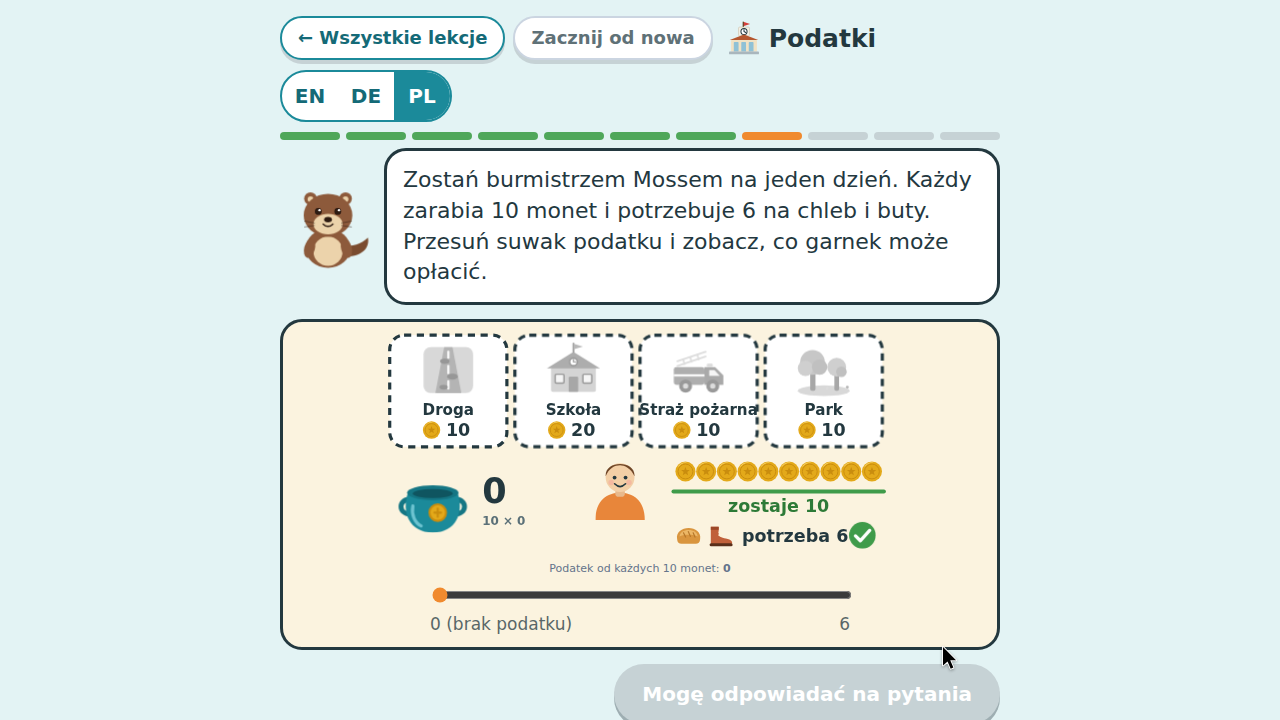 ← Wszystkie lekcje
Zacznij od nowa
Podatki
EN DE PL
Zostań burmistrzem Mossem na jeden dzień. Każdy
zarabia 10 monet i potrzebuje 6 na chleb i buty.
Przesuń suwak podatku i zobacz, co garnek może
opłacić.
Droga
10
Szkoła
20
Straż pożarna
10
Park
10
0
10 × 0
zostaje 10
potrzeba 6
Podatek od każdych 10 monet: 0
0 (brak podatku)
6
Mogę odpowiadać na pytania